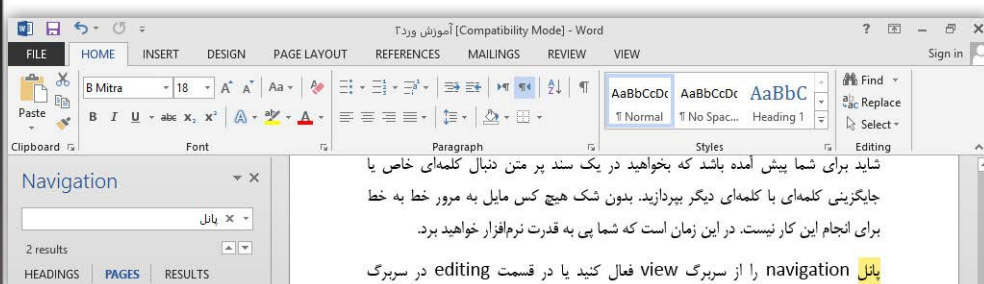 آموزش ورد۲ [Compatibility Mode] - Word
FILE HOME INSERT DESIGN PAGE LAYOUT REFERENCES MAILINGS REVIEW VIEW Sign in
B Mitra 18 Aa AaBbCcDc AaBbCcDc AaBbC Find
Paste B I U abc X₂ X² A ¶ Normal ¶ No Spac... Heading 1 Replace
Select
Clipboard Font Paragraph Styles Editing
Navigation
پانل
2 results
HEADINGS PAGES RESULTS
شاید برای شما پیش آمده باشد که بخواهید در یک سند پر متن دنبال کلمه‌ای خاص یا
جایگزینی کلمه‌ای با کلمه‌ای دیگر بپردازید. بدون شک هیچ کس مایل به مرور خط به خط
برای انجام این کار نیست. در این زمان است که شما پی به قدرت نرم‌افزار خواهید برد.
پانل navigation را از سربرگ view فعال کنید یا در قسمت editing در سربرگ